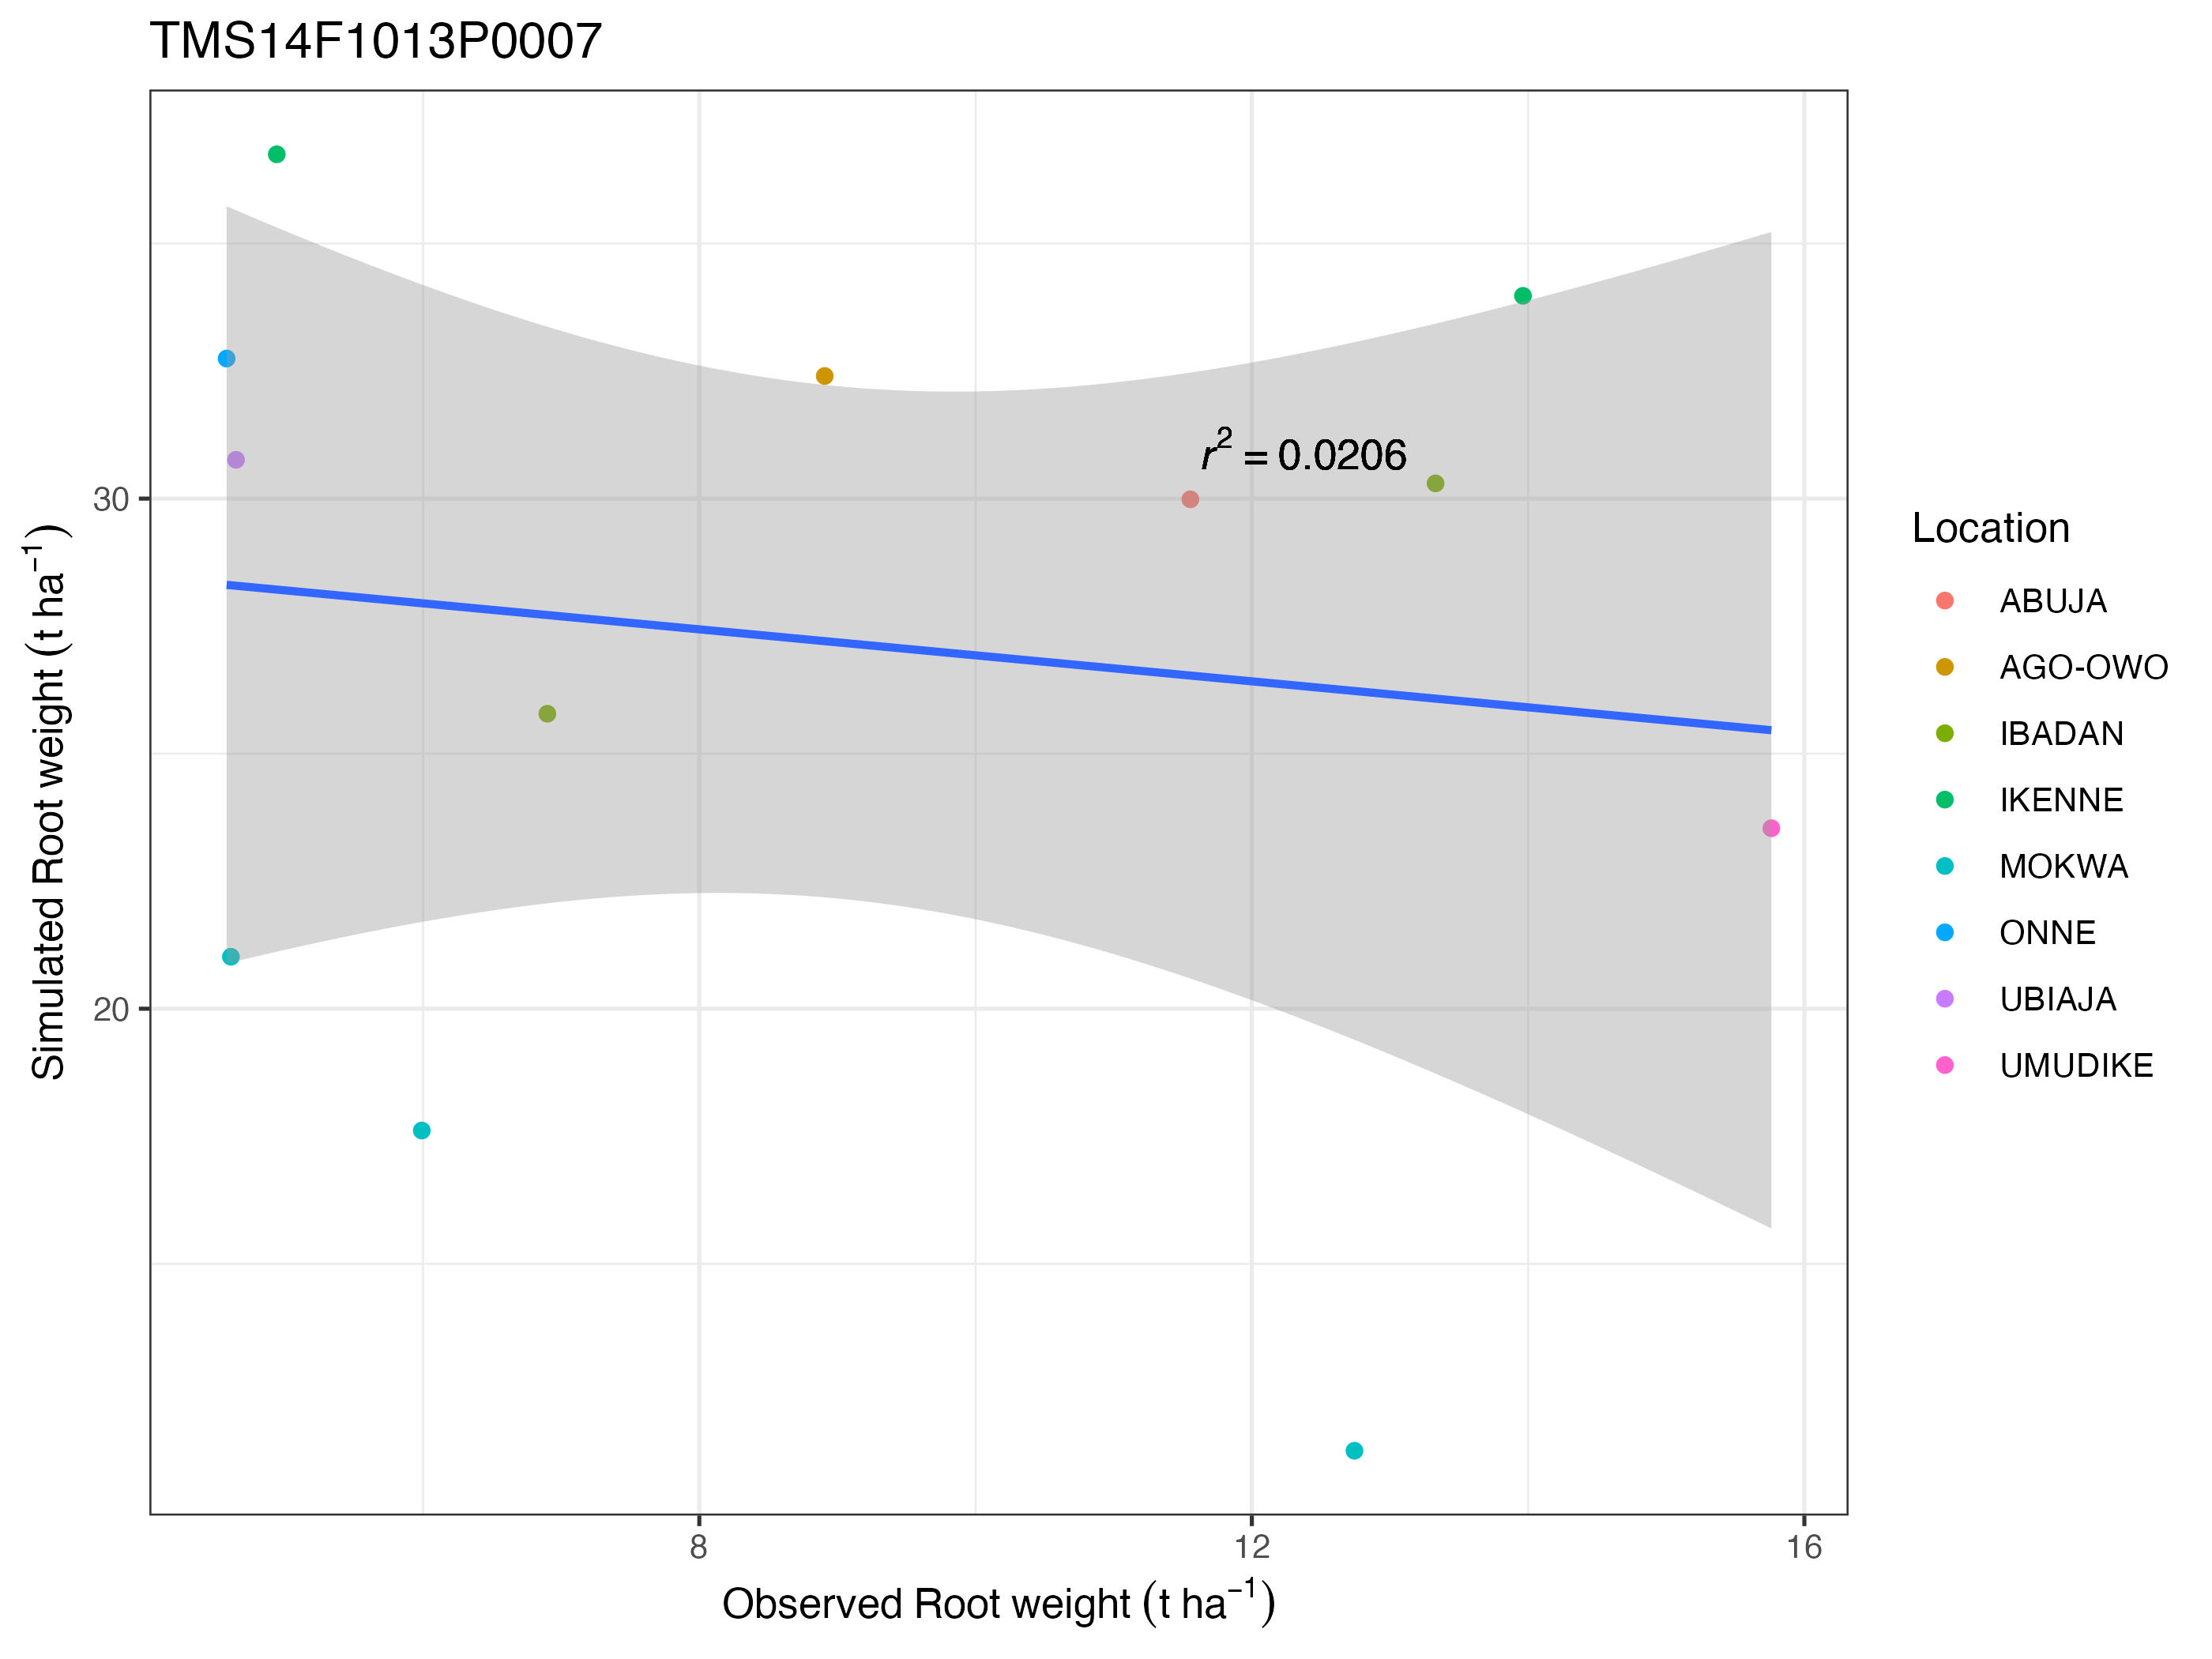 TMS14F1013P0007
r² = 0.0206
30
20
Simulated Root weight (t ha⁻¹)
8 12 16
Observed Root weight (t ha⁻¹)
Location
ABUJA
AGO-OWO
IBADAN
IKENNE
MOKWA
ONNE
UBIAJA
UMUDIKE